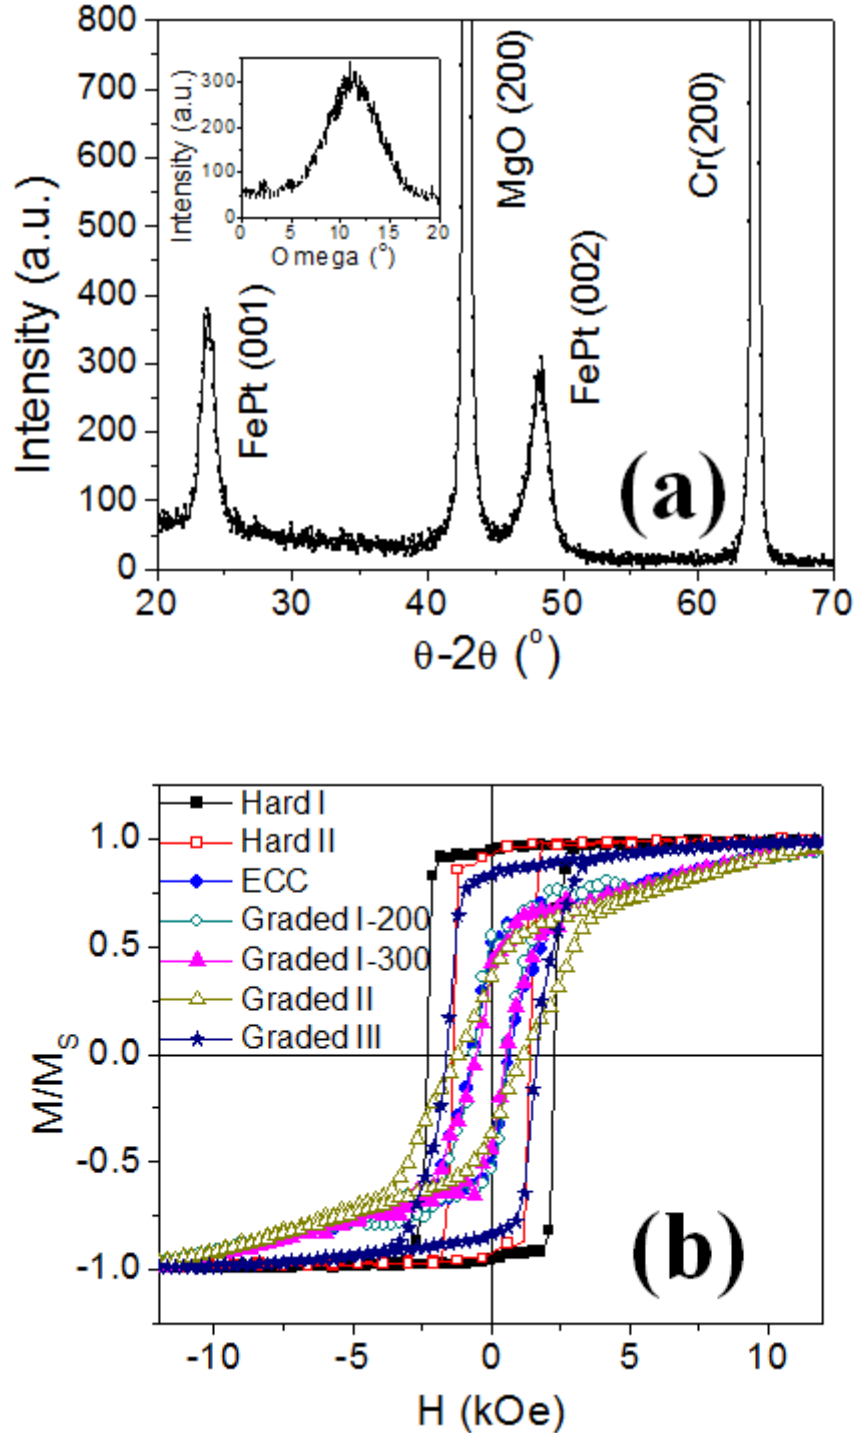 800
700
600
500
400
300
200
100
0
Intensity (a.u.)
300
200
100
0
Intensity (a.u.)
0 5 10 15 20
Omega (°)
FePt (001)
MgO (200)
FePt (002)
Cr(200)
(a)
20 30 40 50 60 70
θ-2θ (°)
Hard I
Hard II
ECC
Graded I-200
Graded I-300
Graded II
Graded III
1.0
0.5
0.0
-0.5
-1.0
M/M_S
(b)
-10 -5 0 5 10
H (kOe)